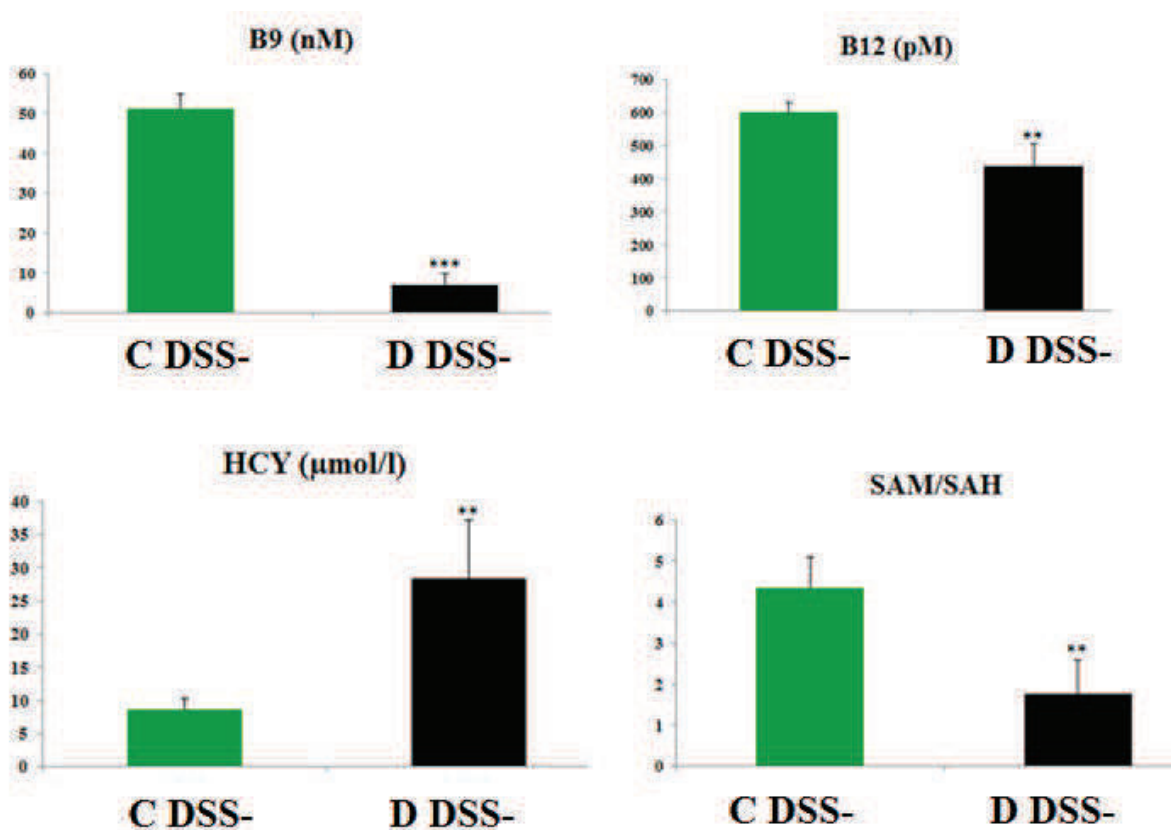 B9 (nM)
60
50
40
30
20
10
0
***
C DSS-
D DSS-
B12 (pM)
700
600
500
400
300
200
100
0
**
C DSS-
D DSS-
HCY (µmol/l)
40
35
30
25
20
15
10
5
0
**
C DSS-
D DSS-
SAM/SAH
6
5
4
3
2
1
0
**
C DSS-
D DSS-